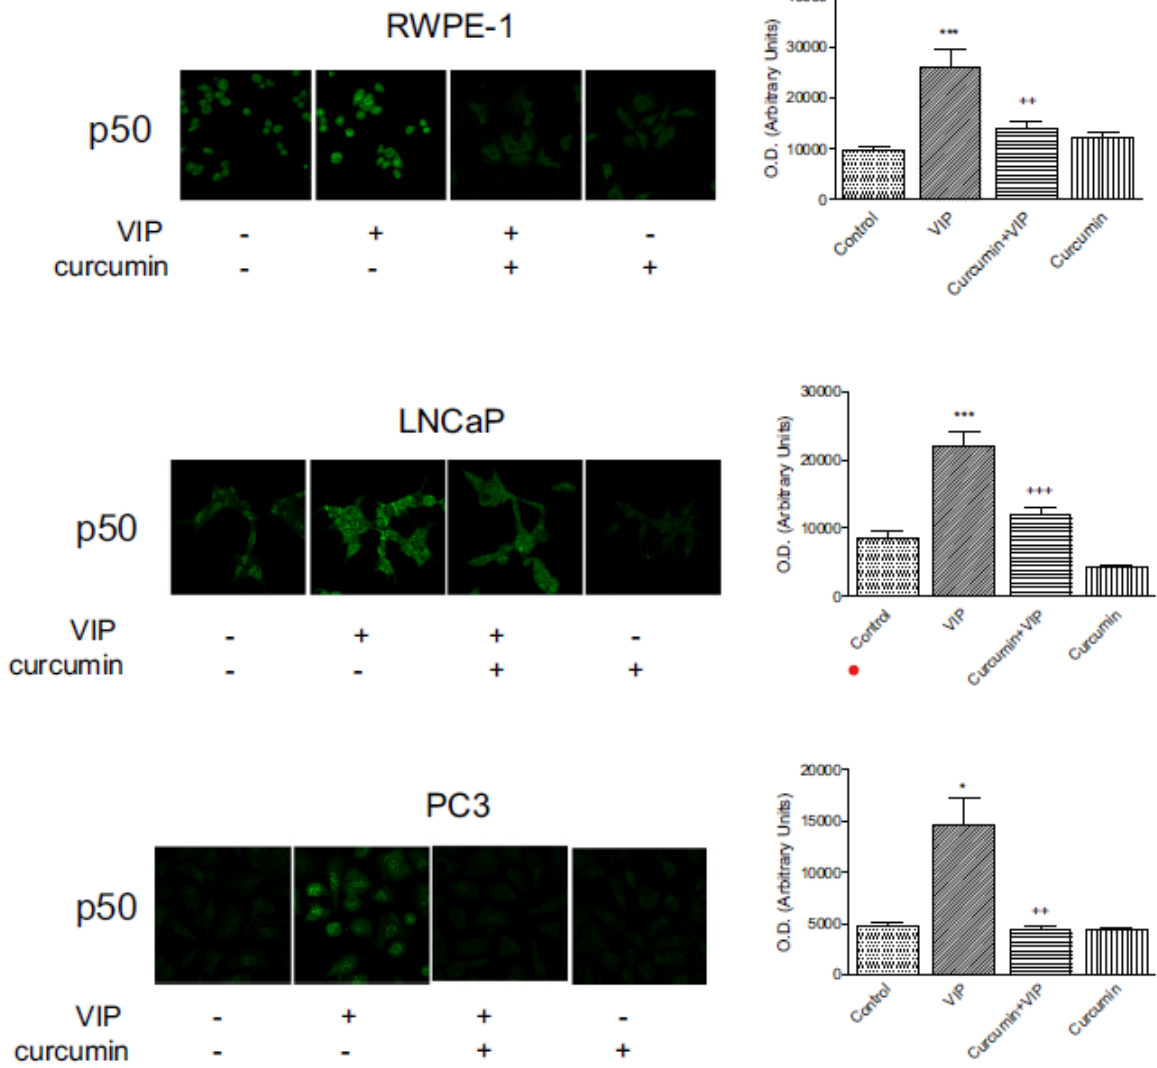 RWPE-1
p50
VIP - + + -
curcumin - - + +
O.D. (Arbitrary Units)
30000
20000
10000
0
***
++
Control VIP Curcumin+VIP Curcumin
LNCaP
p50
VIP - + + -
curcumin - - + +
O.D. (Arbitrary Units)
30000
20000
10000
0
***
+++
Control VIP Curcumin+VIP Curcumin
PC3
p50
VIP - + + -
curcumin - - + +
O.D. (Arbitrary Units)
20000
15000
10000
5000
0
*
++
Control VIP Curcumin+VIP Curcumin